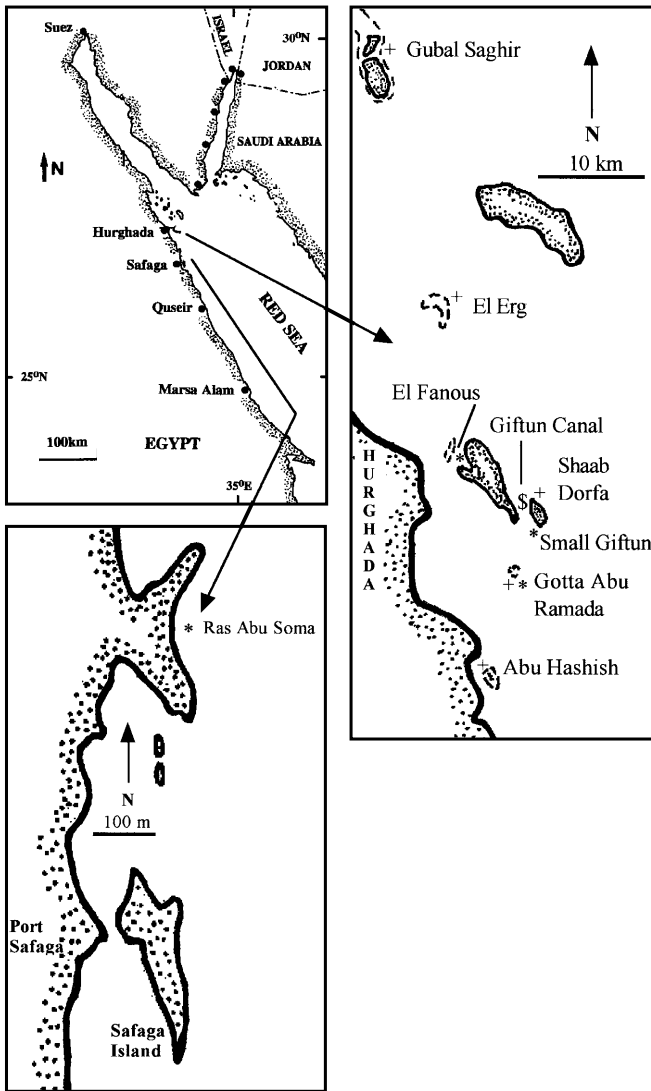 Suez
ISRAEL
30°N
JORDAN
SAUDI ARABIA
N
Hurghada
Safaga
Quseir
RED SEA
25°N
Marsa Alam
100km
EGYPT
35°E
+ Gubal Saghir
N
10 km
+ El Erg
El Fanous
*
Giftun Canal
$
HURGHADA
+ Shaab
Dorfa
* Small Giftun
+ * Gotta Abu
Ramada
+ Abu Hashish
* Ras Abu Soma
N
100 m
Port
Safaga
Safaga
Island